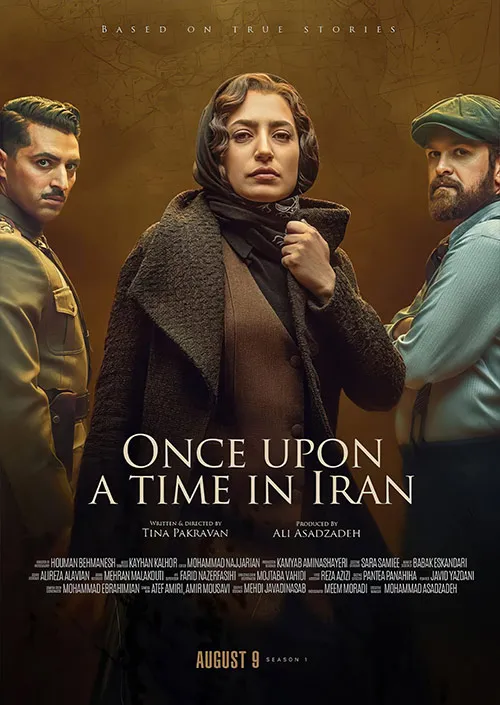 BASED ON TRUE STORIES
ONCE UPON
A TIME IN IRAN
WRITTEN & DIRECTED BY
TINA PAKRAVAN
PRODUCED BY
ALI ASADZADEH
HOUMAN BEHMANESH KAYHAN KALHOR MOHAMMAD NAJJARIAN KAMYAB AMINASHAYERI SARA SAMIEE BABAK ESKANDARI
ALIREZA ALAVIAN MEHRAN MALAKOUTI FARID NAZERFASIHI MOJTABA VAHIDI REZA AZIZI PANTEA PANAHIHA JAVID YAZDANI
MOHAMMAD EBRAHIMIAN ATEF AMIRI, AMIR MOUSAVI MEHDI JAVADINASAB MEEM MORADI MOHAMMAD ASADZADEH
AUGUST 9 SEASON 1